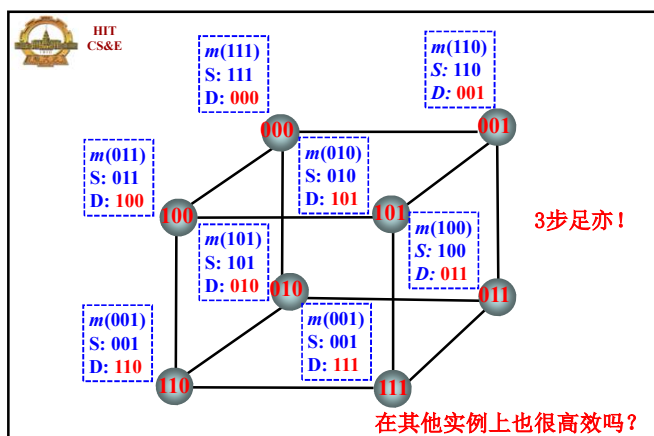 HIT
CS&E
m(111)
S: 111
D: 000
m(110)
S: 110
D: 001
000
001
m(011)
S: 011
D: 100
m(010)
S: 010
D: 101
100
101
3步足亦！
m(101)
S: 101
D: 010
m(100)
S: 100
D: 011
010
011
m(001)
S: 001
D: 110
m(001)
S: 001
D: 111
110
111
在其他实例上也很高效吗？